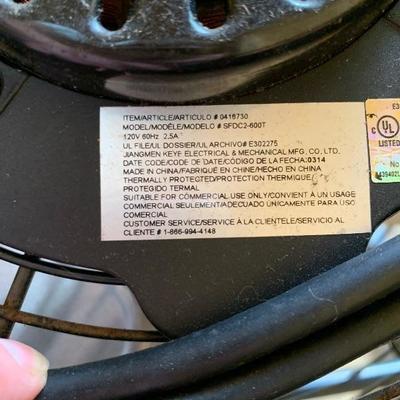 ITEM/ARTICLE/ARTICULO # 0416730
MODEL/MODÈLE/MODELO # SFDC2-600T
120V 60Hz 2.5A
UL FILE/UL DOSSIER/UL ARCHIVO# E302275
JIANGMEN KEYE ELECTRICAL & MECHANICAL MFG. CO., LTD.
DATE CODE/CODE DE DATE/CÓDIGO DE LA FECHA:0314
MADE IN CHINA/FABRIQUÉ EN CHINE/HECHO EN CHINA
THERMALLY PROTECTED/PROTECTION THERMIQUE/
PROTEGIDO TERMAL
SUITABLE FOR COMMERCIAL USE ONLY/CONVIENT À UN USAGE
COMMERCIAL SEULEMENT/ADECUADO ÚNICAMENTE PARA USO
COMERCIAL
CUSTOMER SERVICE/SERVICE À LA CLIENTÈLE/SERVICIO AL
CLIENTE # 1-866-994-4148
E3
C UL
LISTED
No